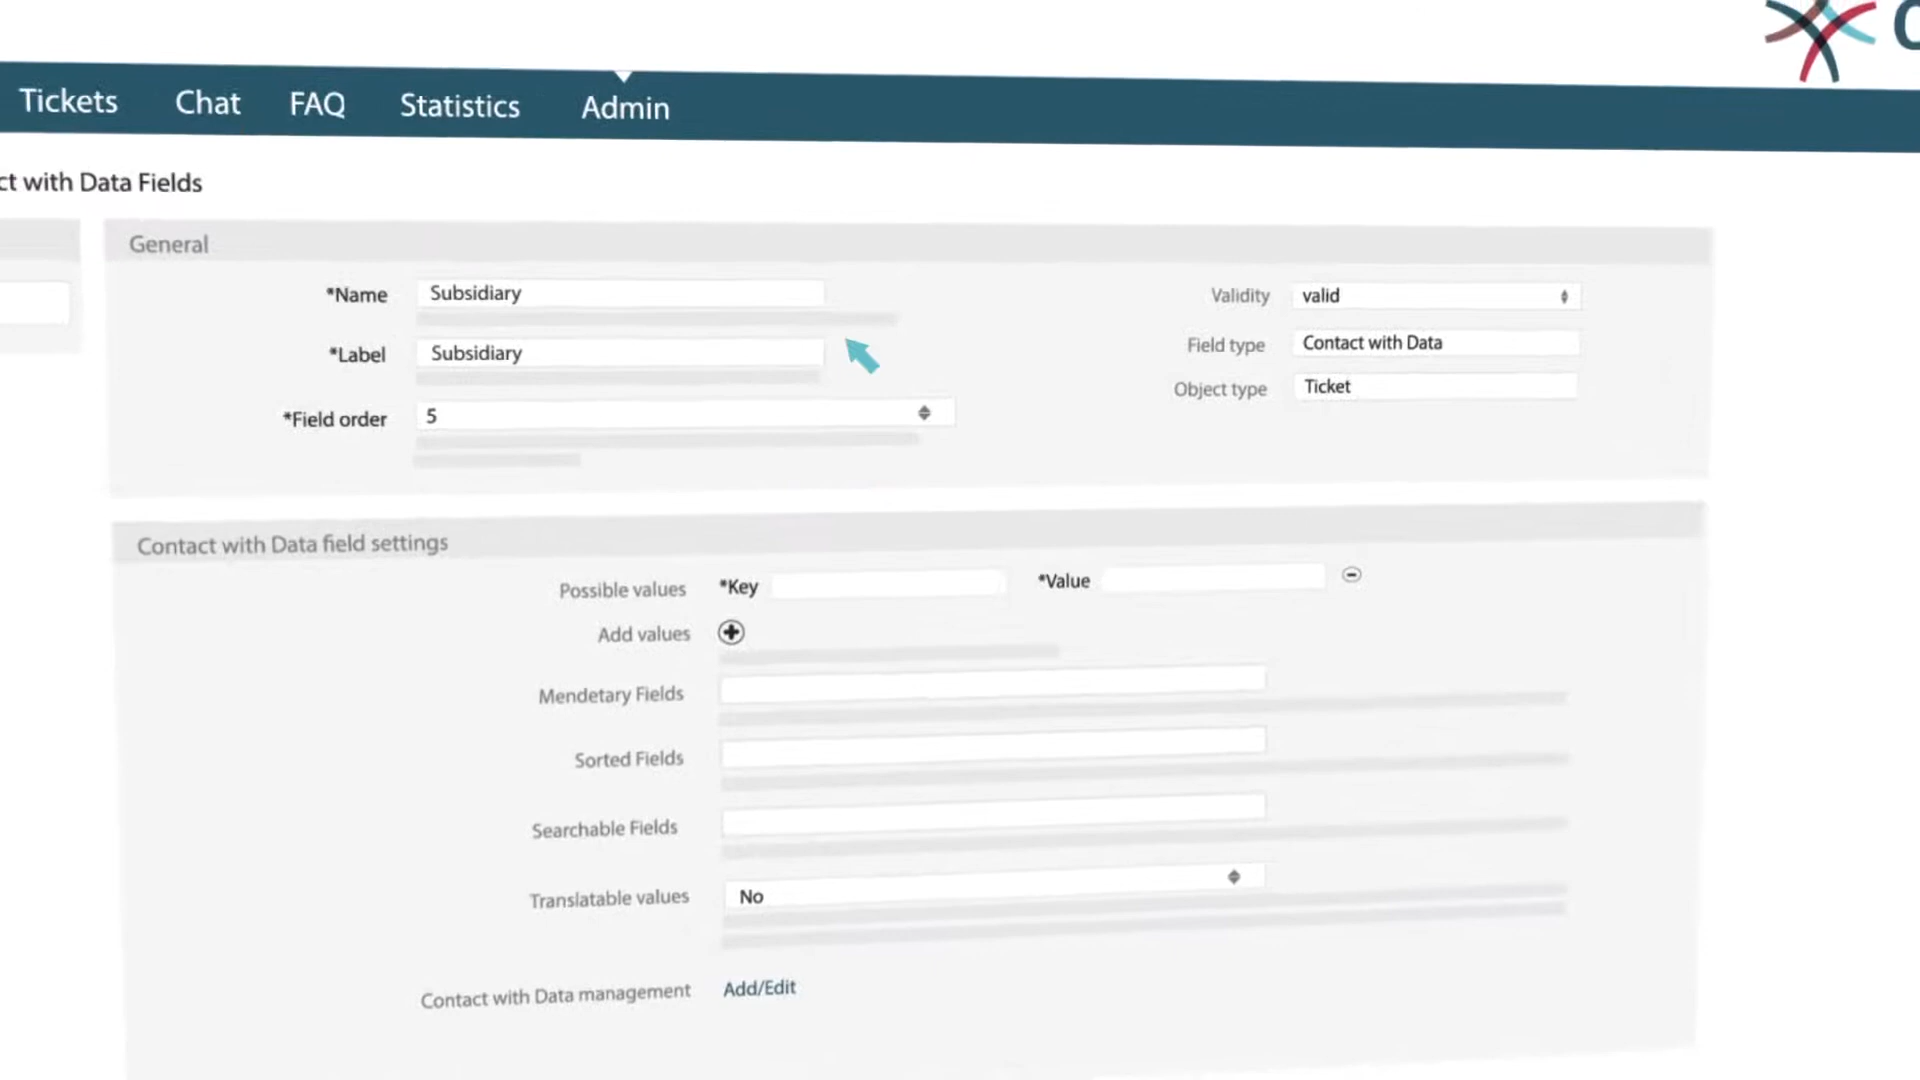 Tickets Chat FAQ Statistics Admin
ct with Data Fields
General
*Name Subsidiary
*Label Subsidiary
*Field order 5
Validity valid
Field type Contact with Data
Object type Ticket
Contact with Data field settings
Possible values *Key *Value
Add values
Mendetary Fields
Sorted Fields
Searchable Fields
Translatable values No
Contact with Data management Add/Edit